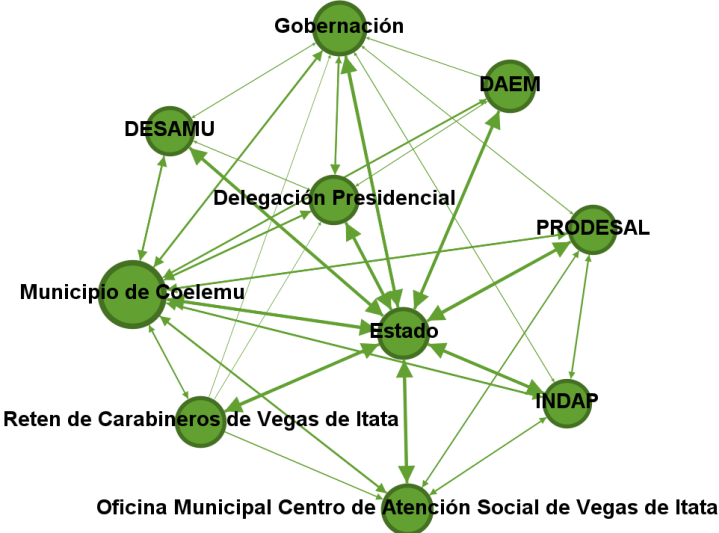 Gobernación
DAEM
DESAMU
Delegación Presidencial
PRODESAL
Municipio de Coelemu
Estado
INDAP
Reten de Carabineros de Vegas de Itata
Oficina Municipal Centro de Atención Social de Vegas de Itata